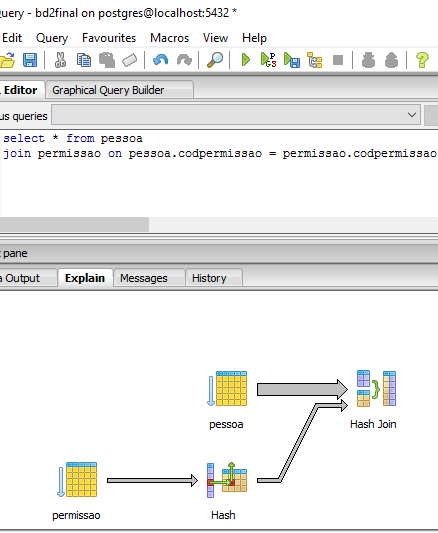 Query - bd2final on postgres@localhost:5432 *
Edit Query Favourites Macros View Help
Editor Graphical Query Builder
us queries
select * from pessoa
join permissao on pessoa.codpermissao = permissao.codpermissao
t pane
a Output Explain Messages History
pessoa Hash Join
permissao Hash